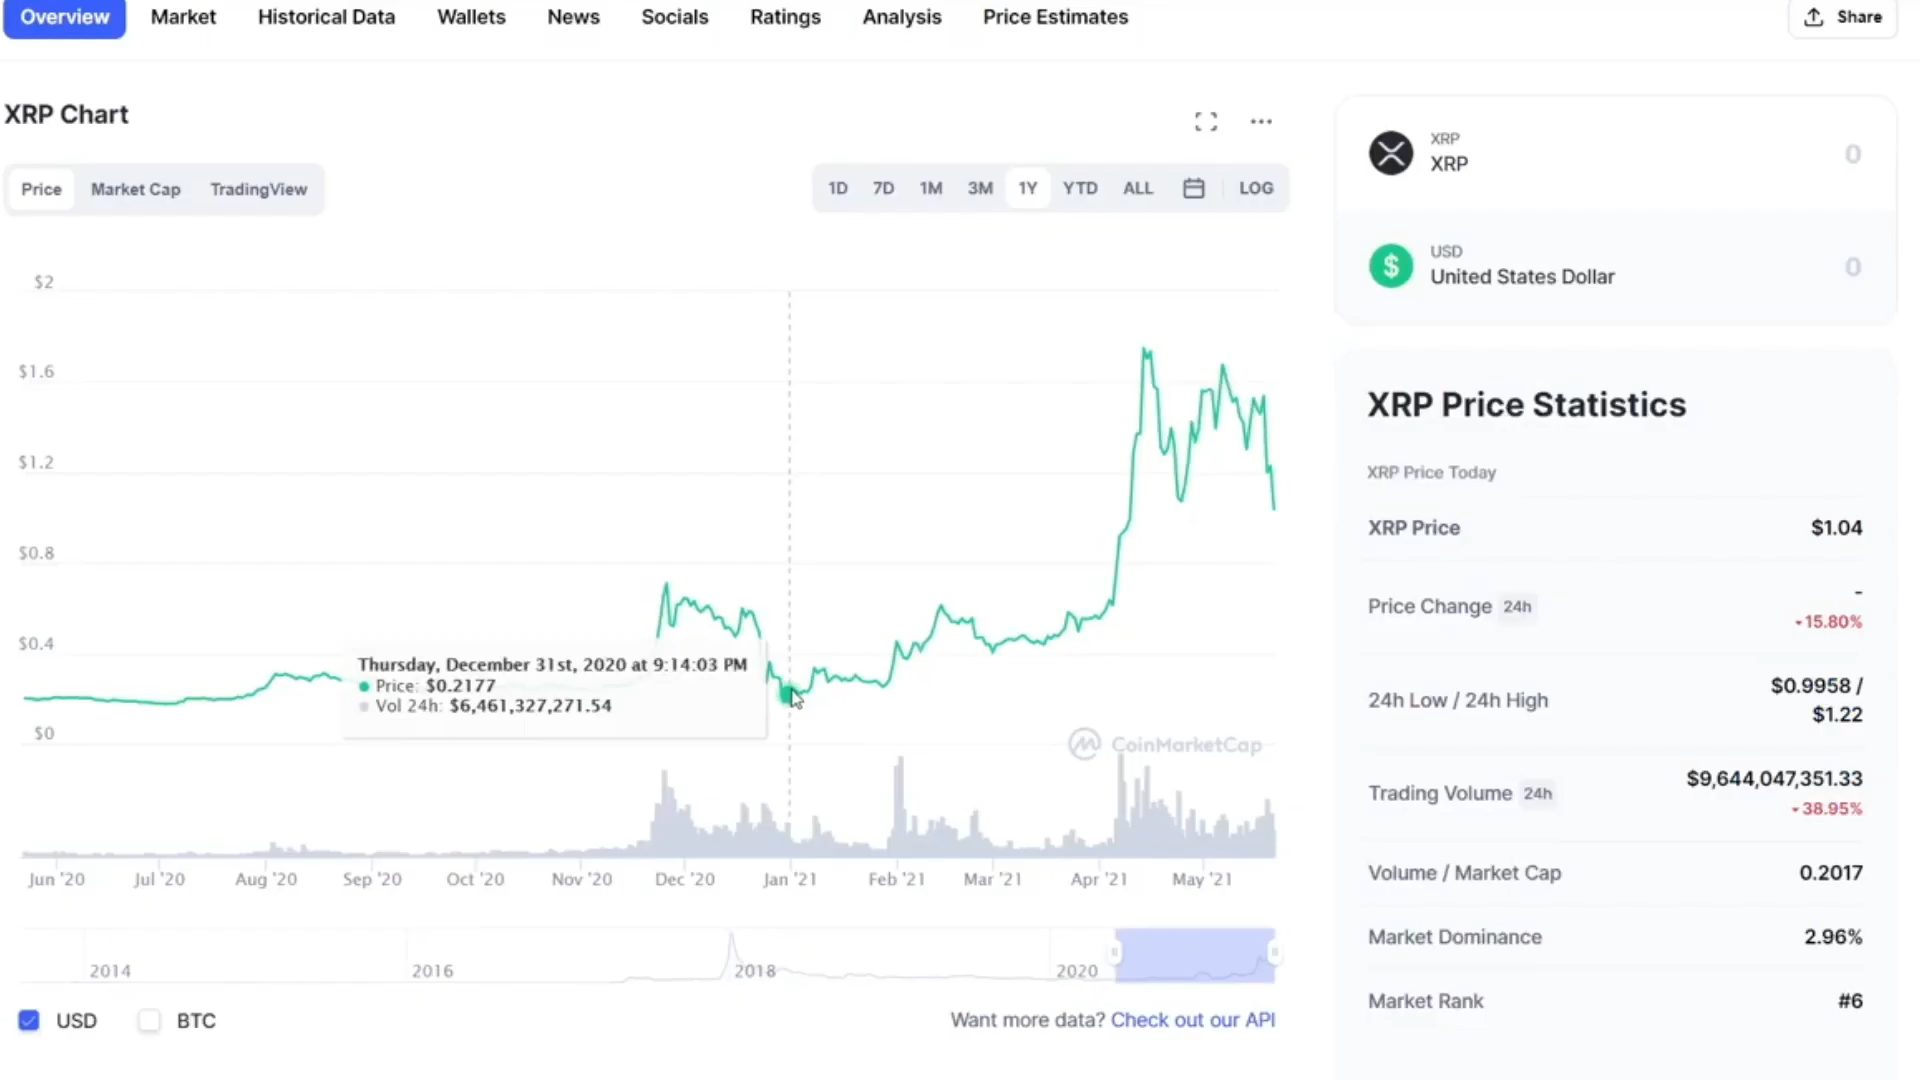 Overview Market Historical Data Wallets News Socials Ratings Analysis Price Estimates Share
XRP Chart
Price Market Cap TradingView
1D 7D 1M 3M 1Y YTD ALL LOG
$2
$1.6
$1.2
$0.8
$0.4
$0
Thursday, December 31st, 2020 at 9:14:03 PM
Price: $0.2177
Vol 24h: $6,461,327,271.54
CoinMarketCap
Jun '20 Jul '20 Aug '20 Sep '20 Oct '20 Nov '20 Dec '20 Jan '21 Feb '21 Mar '21 Apr '21 May '21
2014 2016 2018 2020
USD BTC
Want more data? Check out our API
XRP
XRP 0
USD
United States Dollar 0
XRP Price Statistics
XRP Price Today
XRP Price $1.04
Price Change 24h -
15.80%
24h Low / 24h High $0.9958 /
$1.22
Trading Volume 24h $9,644,047,351.33
38.95%
Volume / Market Cap 0.2017
Market Dominance 2.96%
Market Rank #6